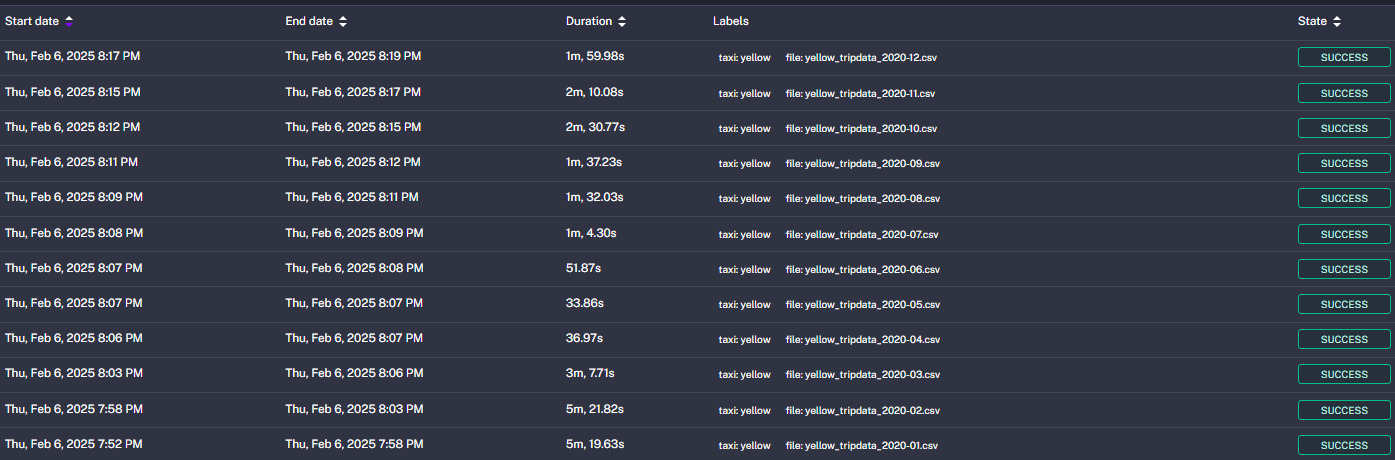 Start date End date Duration Labels State
Thu, Feb 6, 2025 8:17 PM Thu, Feb 6, 2025 8:19 PM 1m, 59.98s taxi: yellow file: yellow_tripdata_2020-12.csv SUCCESS
Thu, Feb 6, 2025 8:15 PM Thu, Feb 6, 2025 8:17 PM 2m, 10.08s taxi: yellow file: yellow_tripdata_2020-11.csv SUCCESS
Thu, Feb 6, 2025 8:12 PM Thu, Feb 6, 2025 8:15 PM 2m, 30.77s taxi: yellow file: yellow_tripdata_2020-10.csv SUCCESS
Thu, Feb 6, 2025 8:11 PM Thu, Feb 6, 2025 8:12 PM 1m, 37.23s taxi: yellow file: yellow_tripdata_2020-09.csv SUCCESS
Thu, Feb 6, 2025 8:09 PM Thu, Feb 6, 2025 8:11 PM 1m, 32.03s taxi: yellow file: yellow_tripdata_2020-08.csv SUCCESS
Thu, Feb 6, 2025 8:08 PM Thu, Feb 6, 2025 8:09 PM 1m, 4.30s taxi: yellow file: yellow_tripdata_2020-07.csv SUCCESS
Thu, Feb 6, 2025 8:07 PM Thu, Feb 6, 2025 8:08 PM 51.87s taxi: yellow file: yellow_tripdata_2020-06.csv SUCCESS
Thu, Feb 6, 2025 8:07 PM Thu, Feb 6, 2025 8:07 PM 33.86s taxi: yellow file: yellow_tripdata_2020-05.csv SUCCESS
Thu, Feb 6, 2025 8:06 PM Thu, Feb 6, 2025 8:07 PM 36.97s taxi: yellow file: yellow_tripdata_2020-04.csv SUCCESS
Thu, Feb 6, 2025 8:03 PM Thu, Feb 6, 2025 8:06 PM 3m, 7.71s taxi: yellow file: yellow_tripdata_2020-03.csv SUCCESS
Thu, Feb 6, 2025 7:58 PM Thu, Feb 6, 2025 8:03 PM 5m, 21.82s taxi: yellow file: yellow_tripdata_2020-02.csv SUCCESS
Thu, Feb 6, 2025 7:52 PM Thu, Feb 6, 2025 7:58 PM 5m, 19.63s taxi: yellow file: yellow_tripdata_2020-01.csv SUCCESS